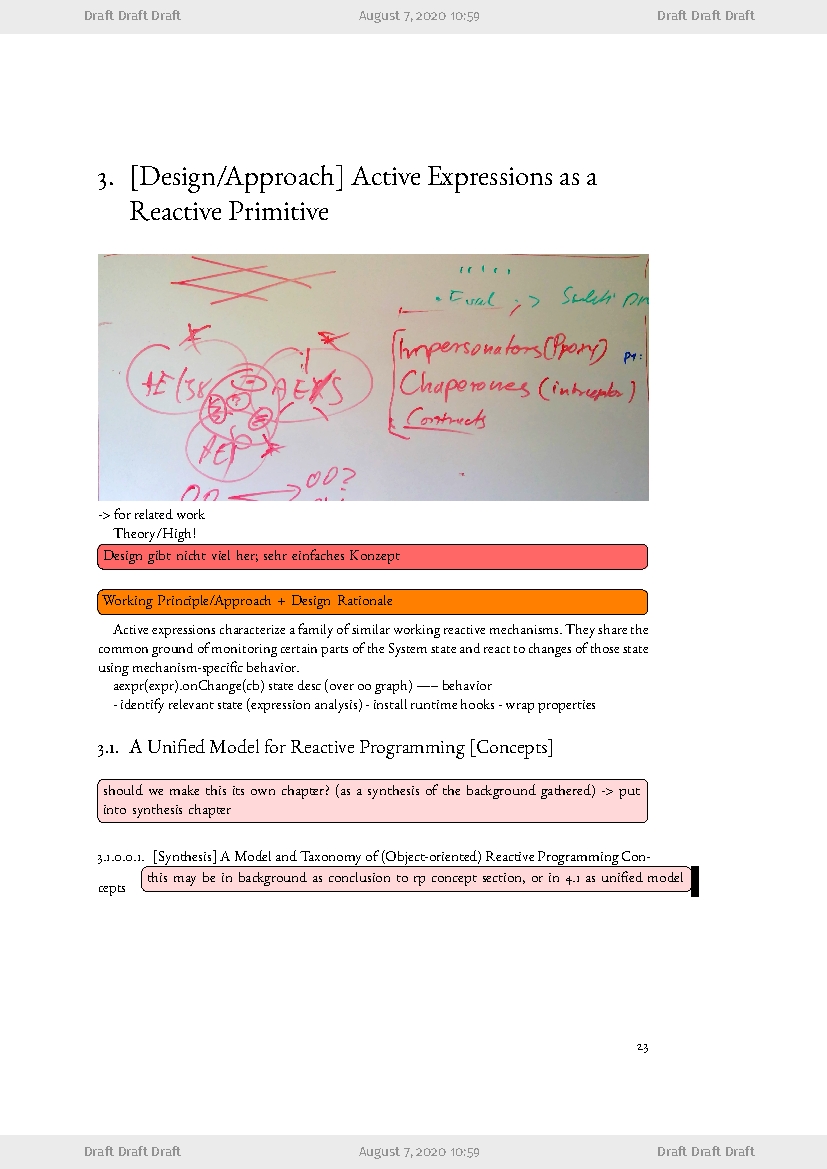 Draft Draft Draft August 7, 2020 10:59 Draft Draft Draft
3. [Design/Approach] Active Expressions as a
Reactive Primitive
Eval -> 
Impersonators (Proxy)
Chaperones (interceptor)
Contracts
AEXS
OO?
-> for related work
Theory/High!
Design gibt nicht viel her; sehr einfaches Konzept
Working Principle/Approach + Design Rationale
Active expressions characterize a family of similar working reactive mechanisms. They share the
common ground of monitoring certain parts of the System state and react to changes of those state
using mechanism-specific behavior.
aexpr(expr).onChange(cb) state desc (over oo graph) —– behavior
- identify relevant state (expression analysis) - install runtime hooks - wrap properties
3.1. A Unified Model for Reactive Programming [Concepts]
should we make this its own chapter? (as a synthesis of the background gathered) -> put
into synthesis chapter
3.1.0.0.1. [Synthesis] A Model and Taxonomy of (Object-oriented) Reactive Programming Con-
cepts this may be in background as conclusion to rp concept section, or in 4.1 as unified model
23
Draft Draft Draft August 7, 2020 10:59 Draft Draft Draft